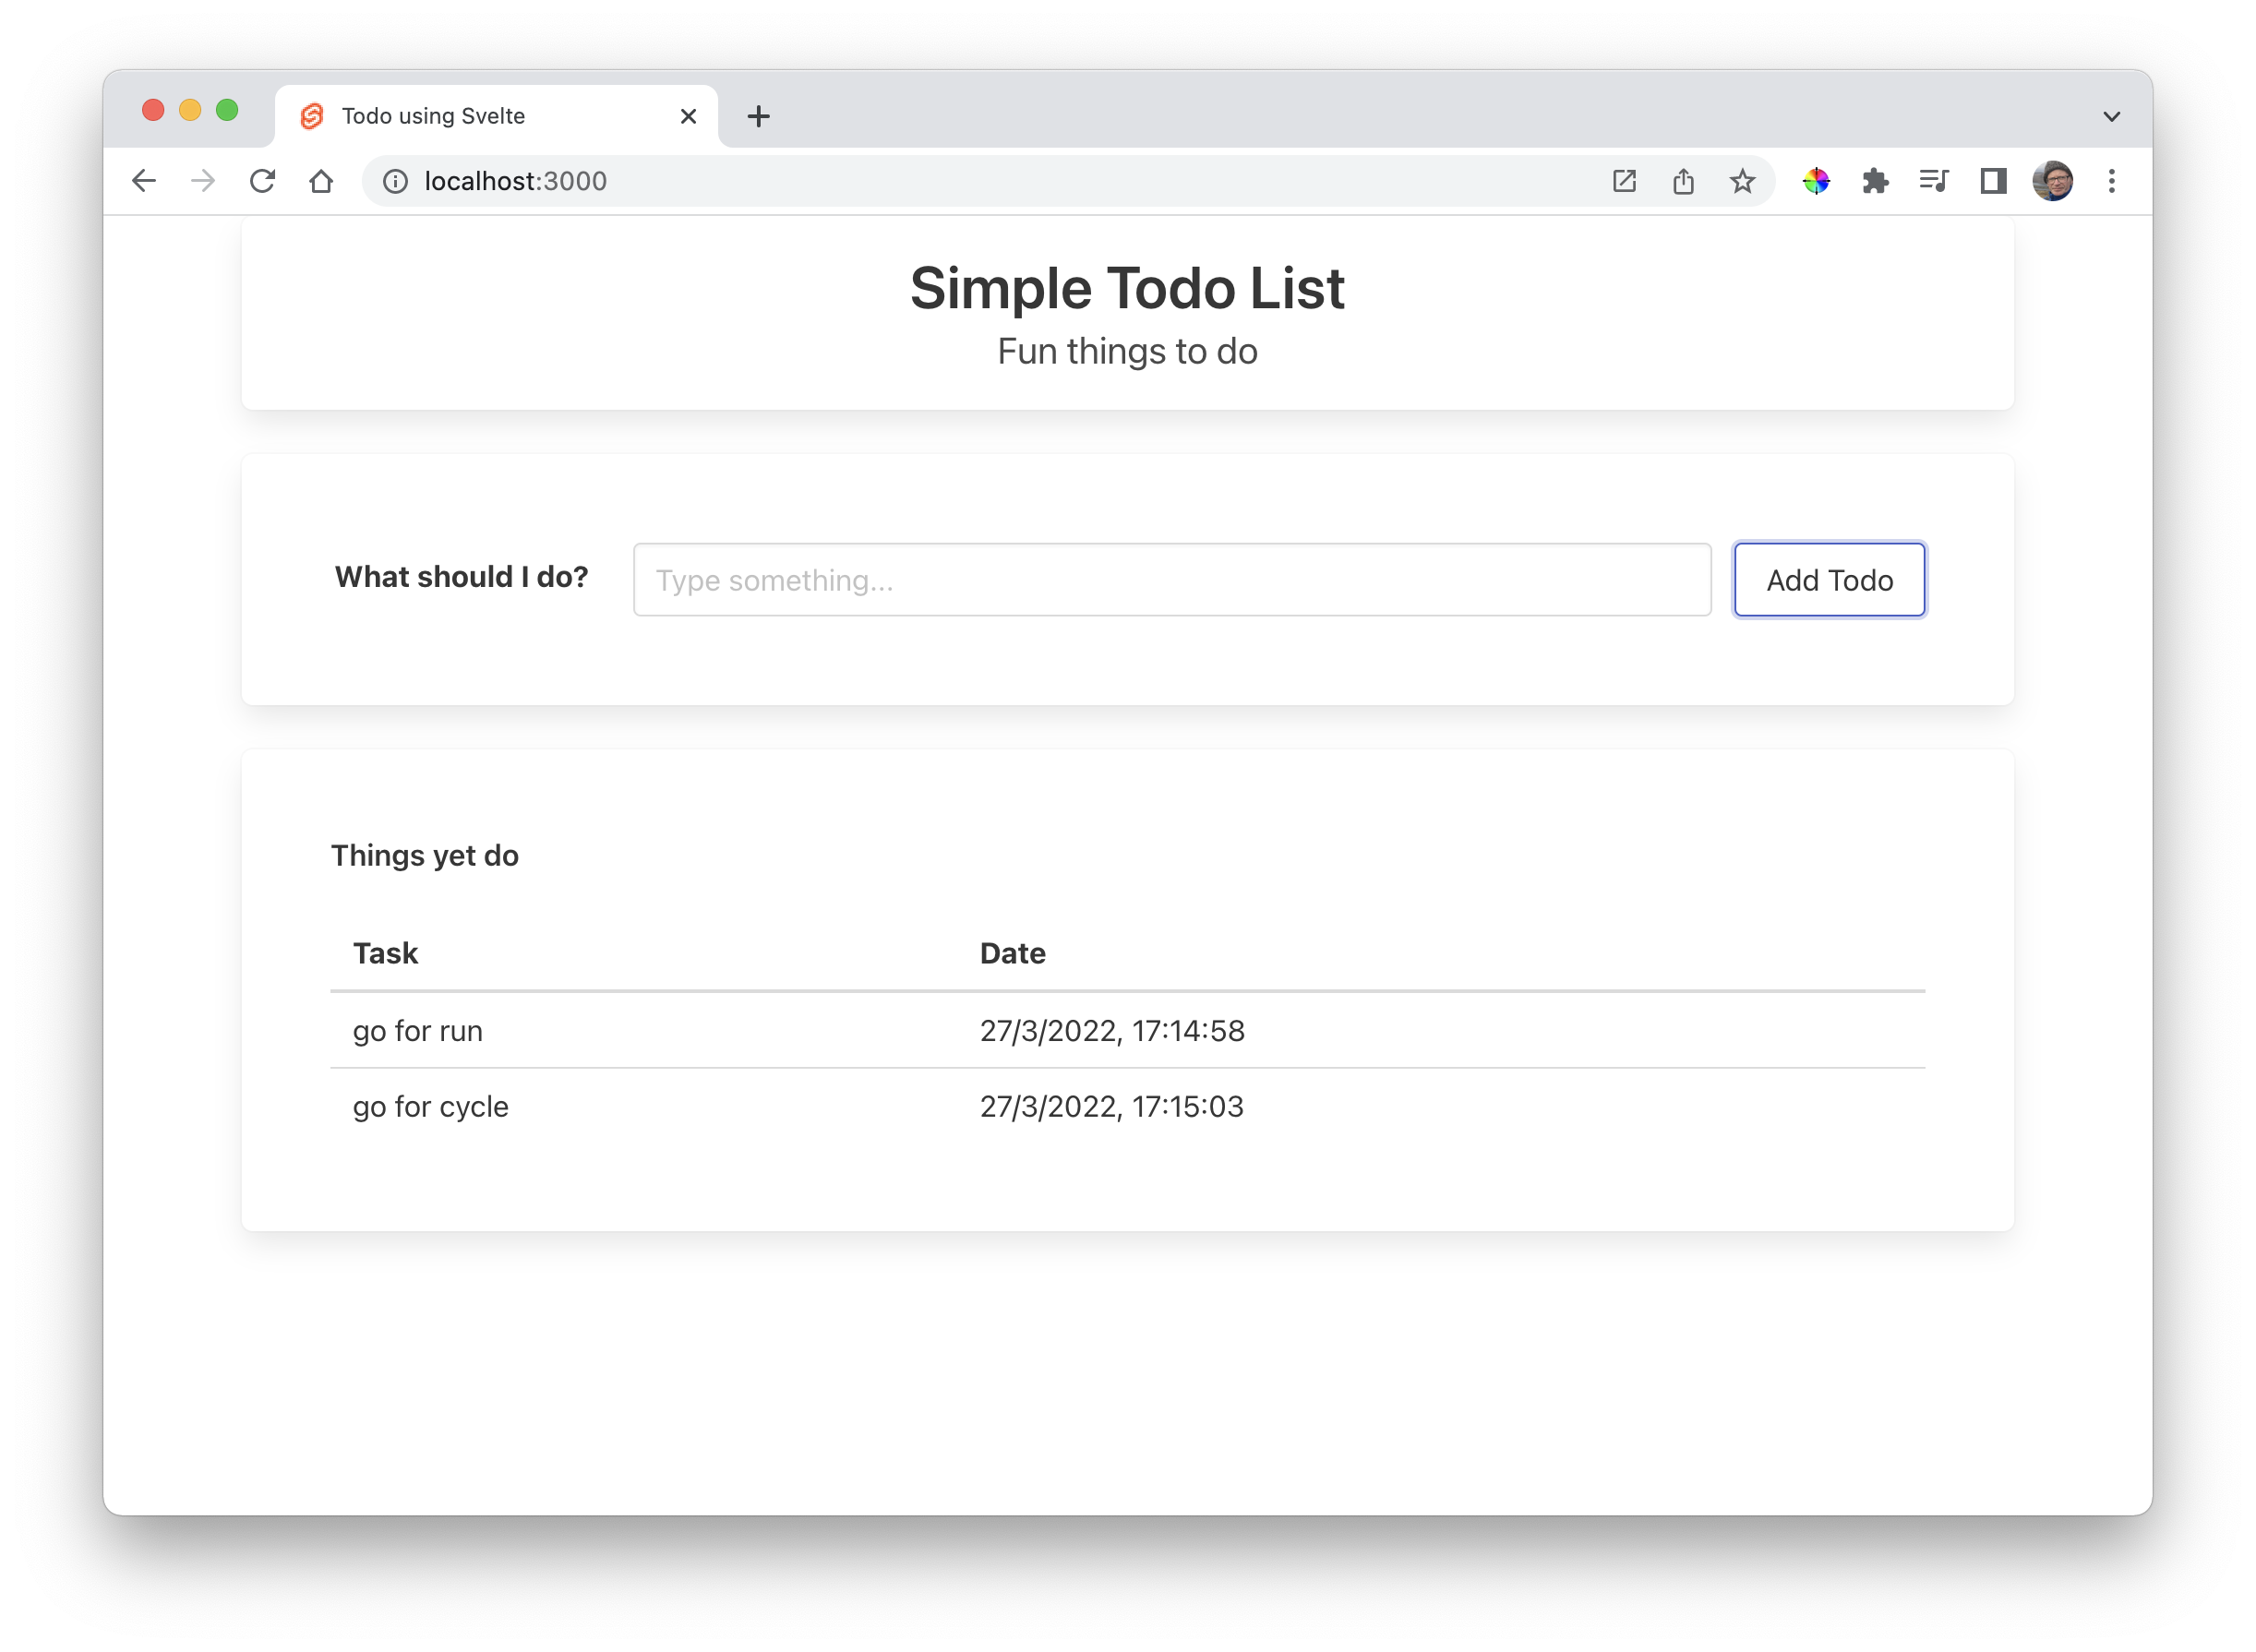 Todo using Svelte
localhost:3000
Simple Todo List
Fun things to do
What should I do? Type something... Add Todo
Things yet do
Task Date
go for run 27/3/2022, 17:14:58
go for cycle 27/3/2022, 17:15:03